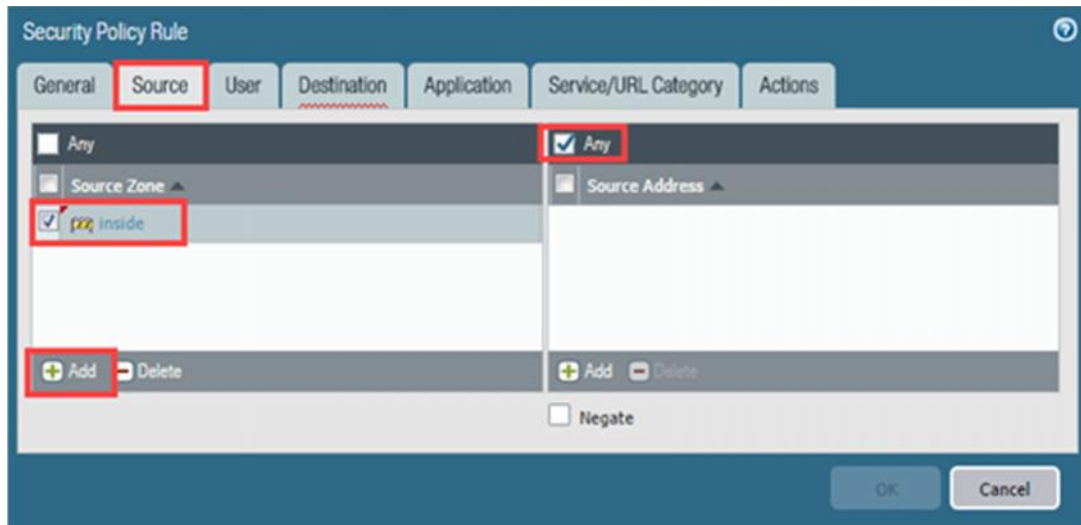 Security Policy Rule
General Source User Destination Application Service/URL Category Actions
Any Any
Source Zone Source Address
inside
Add Delete Add Delete
Negate
OK Cancel